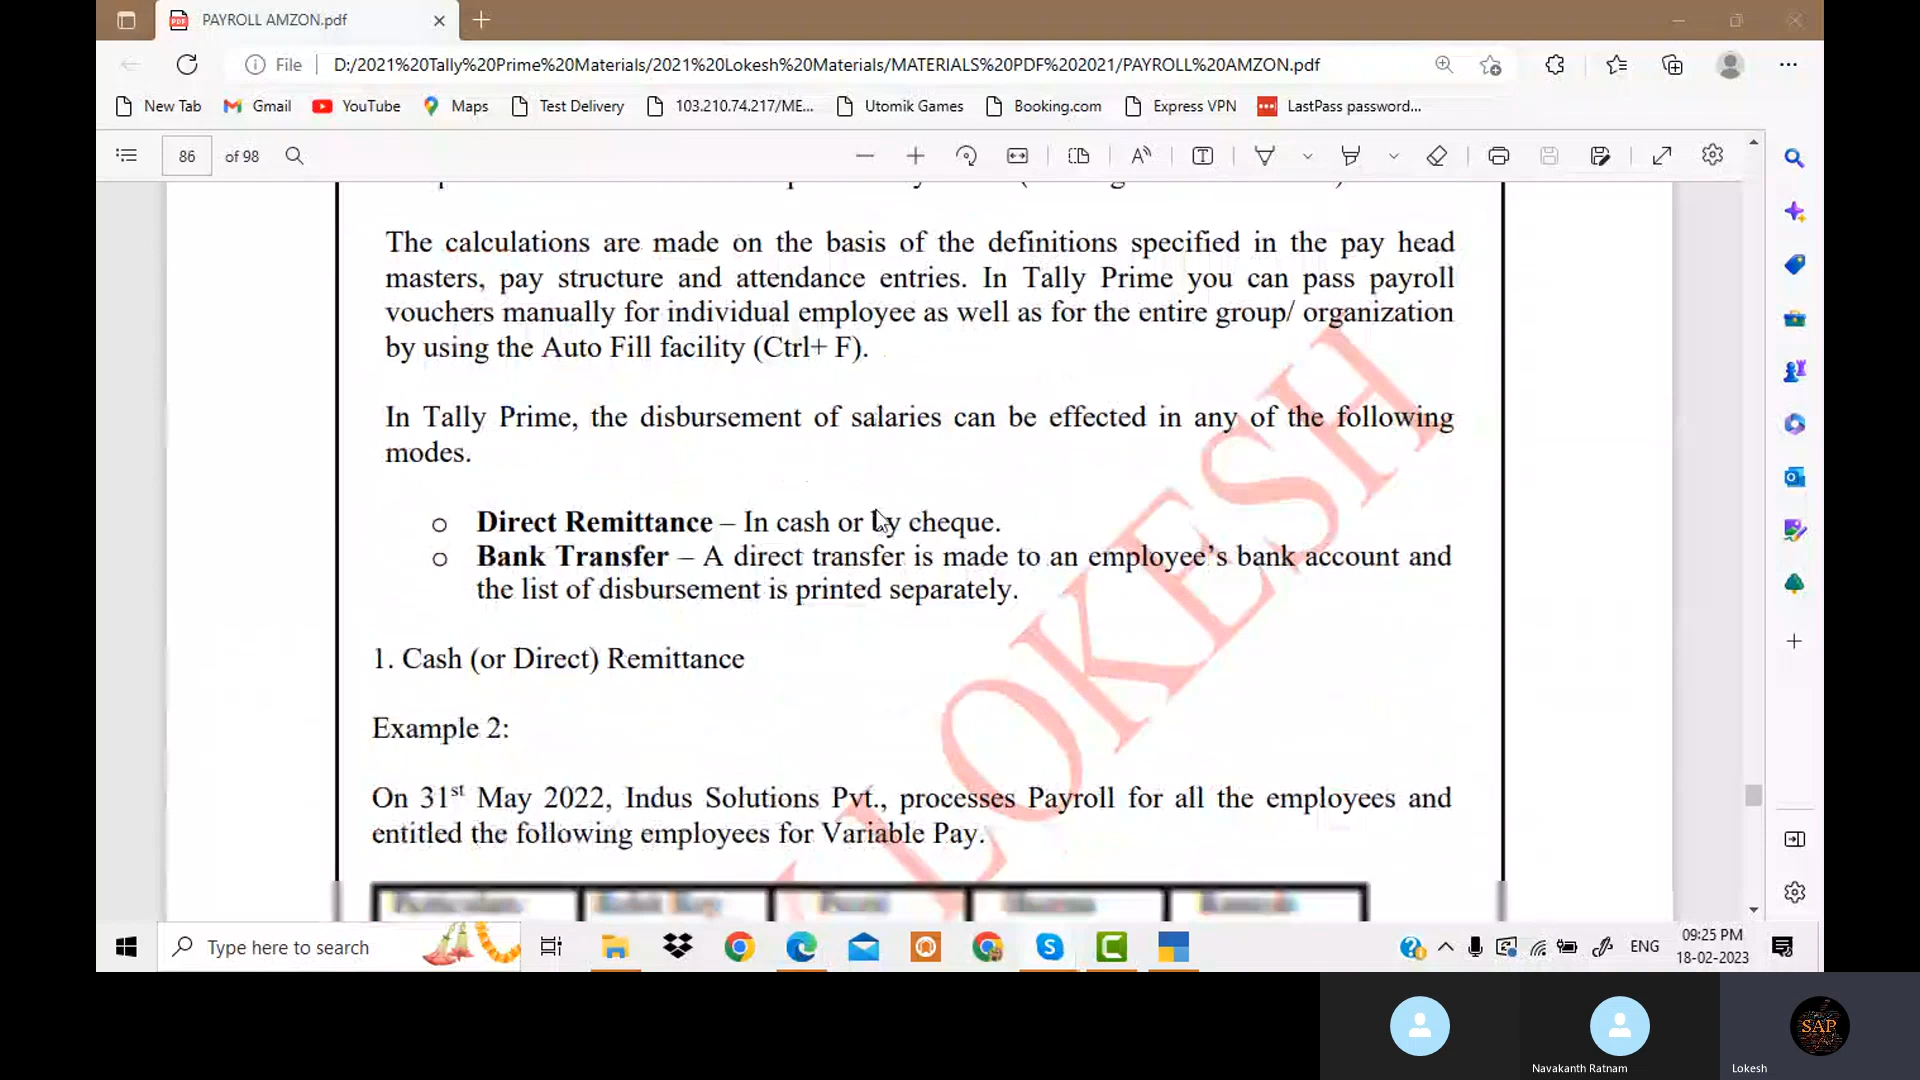 PAYROLL AMZON.pdf
File
D:/2021%20Tally%20Prime%20Materials/2021%20Lokesh%20Materials/MATERIALS%20PDF%202021/PAYROLL%20AMZON.pdf
New Tab Gmail YouTube Maps Test Delivery 103.210.74.217/ME... Utomik Games Booking.com Express VPN LastPass password...
86 of 98
The calculations are made on the basis of the definitions specified in the pay head
masters, pay structure and attendance entries. In Tally Prime you can pass payroll
vouchers manually for individual employee as well as for the entire group/ organization
by using the Auto Fill facility (Ctrl+ F).
In Tally Prime, the disbursement of salaries can be effected in any of the following
modes.
o Direct Remittance – In cash or by cheque.
o Bank Transfer – A direct transfer is made to an employee's bank account and
the list of disbursement is printed separately.
1. Cash (or Direct) Remittance
Example 2:
On 31st May 2022, Indus Solutions Pvt., processes Payroll for all the employees and
entitled the following employees for Variable Pay.
LOKESH
Type here to search
ENG
09:25 PM
18-02-2023
SAP
Navakanth Ratnam
Lokesh